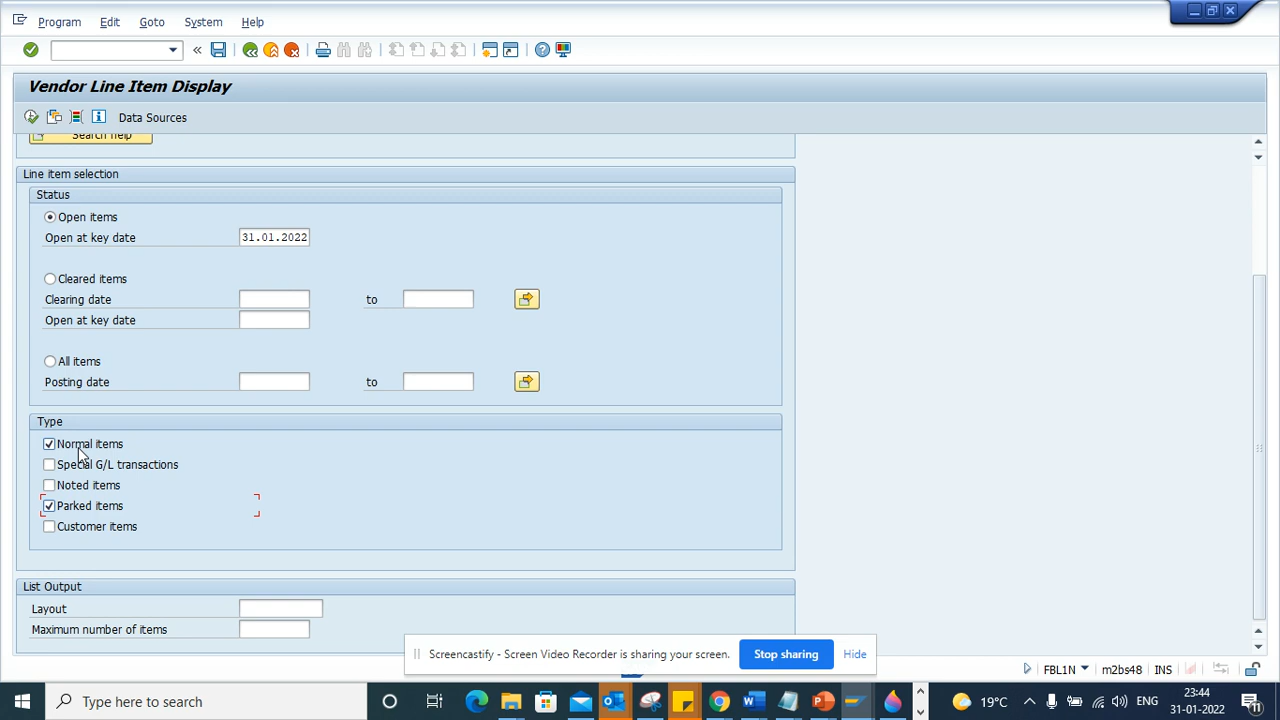 Program Edit Goto System Help
Vendor Line Item Display
Data Sources
Search help
Line item selection
Status
Open items
Open at key date 31.01.2022
Cleared items
Clearing date to
Open at key date
All items
Posting date to
Type
Normal items
Special G/L transactions
Noted items
Parked items
Customer items
List Output
Layout
Maximum number of items
Screencastify - Screen Video Recorder is sharing your screen. Stop sharing Hide
FBL1N m2bs48 INS
Type here to search 19°C ENG 23:44
31-01-2022 11